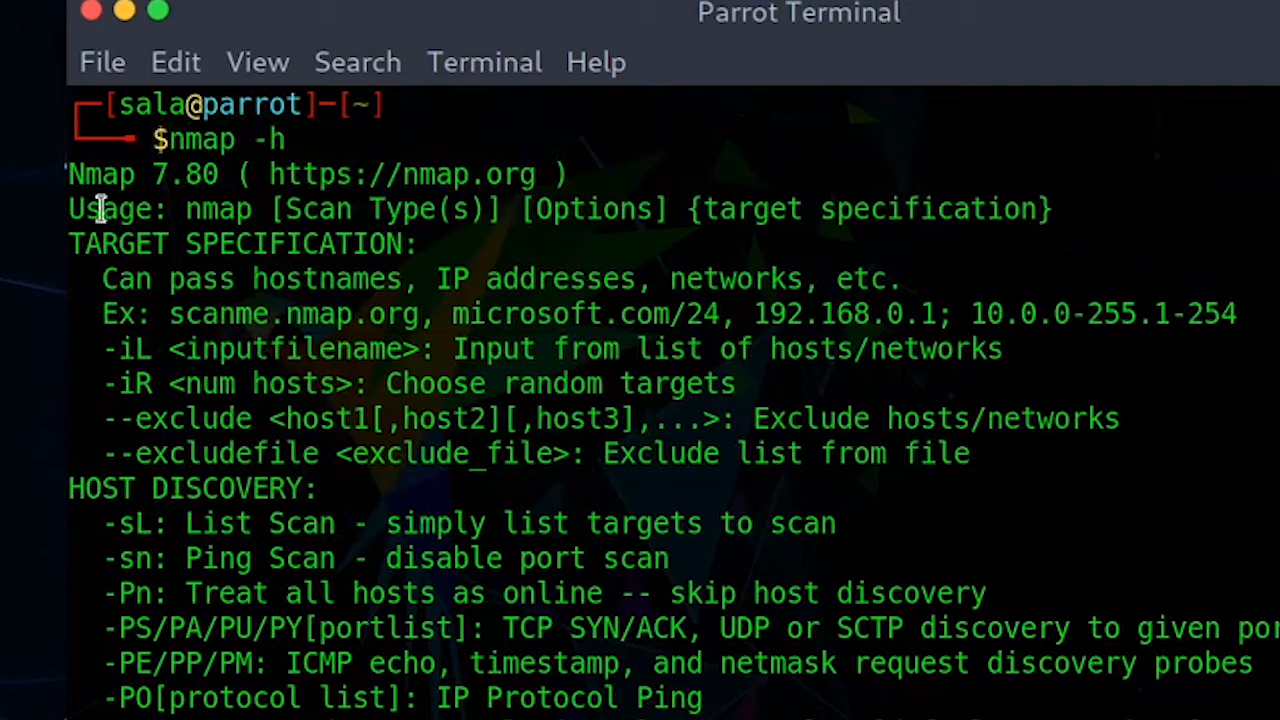 Parrot Terminal
File Edit View Search Terminal Help
[sala@parrot]─[~]
$nmap -h
Nmap 7.80 ( https://nmap.org )
Usage: nmap [Scan Type(s)] [Options] {target specification}
TARGET SPECIFICATION:
Can pass hostnames, IP addresses, networks, etc.
Ex: scanme.nmap.org, microsoft.com/24, 192.168.0.1; 10.0.0-255.1-254
-iL <inputfilename>: Input from list of hosts/networks
-iR <num hosts>: Choose random targets
--exclude <host1[,host2][,host3],...>: Exclude hosts/networks
--excludefile <exclude_file>: Exclude list from file
HOST DISCOVERY:
-sL: List Scan - simply list targets to scan
-sn: Ping Scan - disable port scan
-Pn: Treat all hosts as online -- skip host discovery
-PS/PA/PU/PY[portlist]: TCP SYN/ACK, UDP or SCTP discovery to given
-PE/PP/PM: ICMP echo, timestamp, and netmask request discovery probes
-PO[protocol list]: IP Protocol Ping